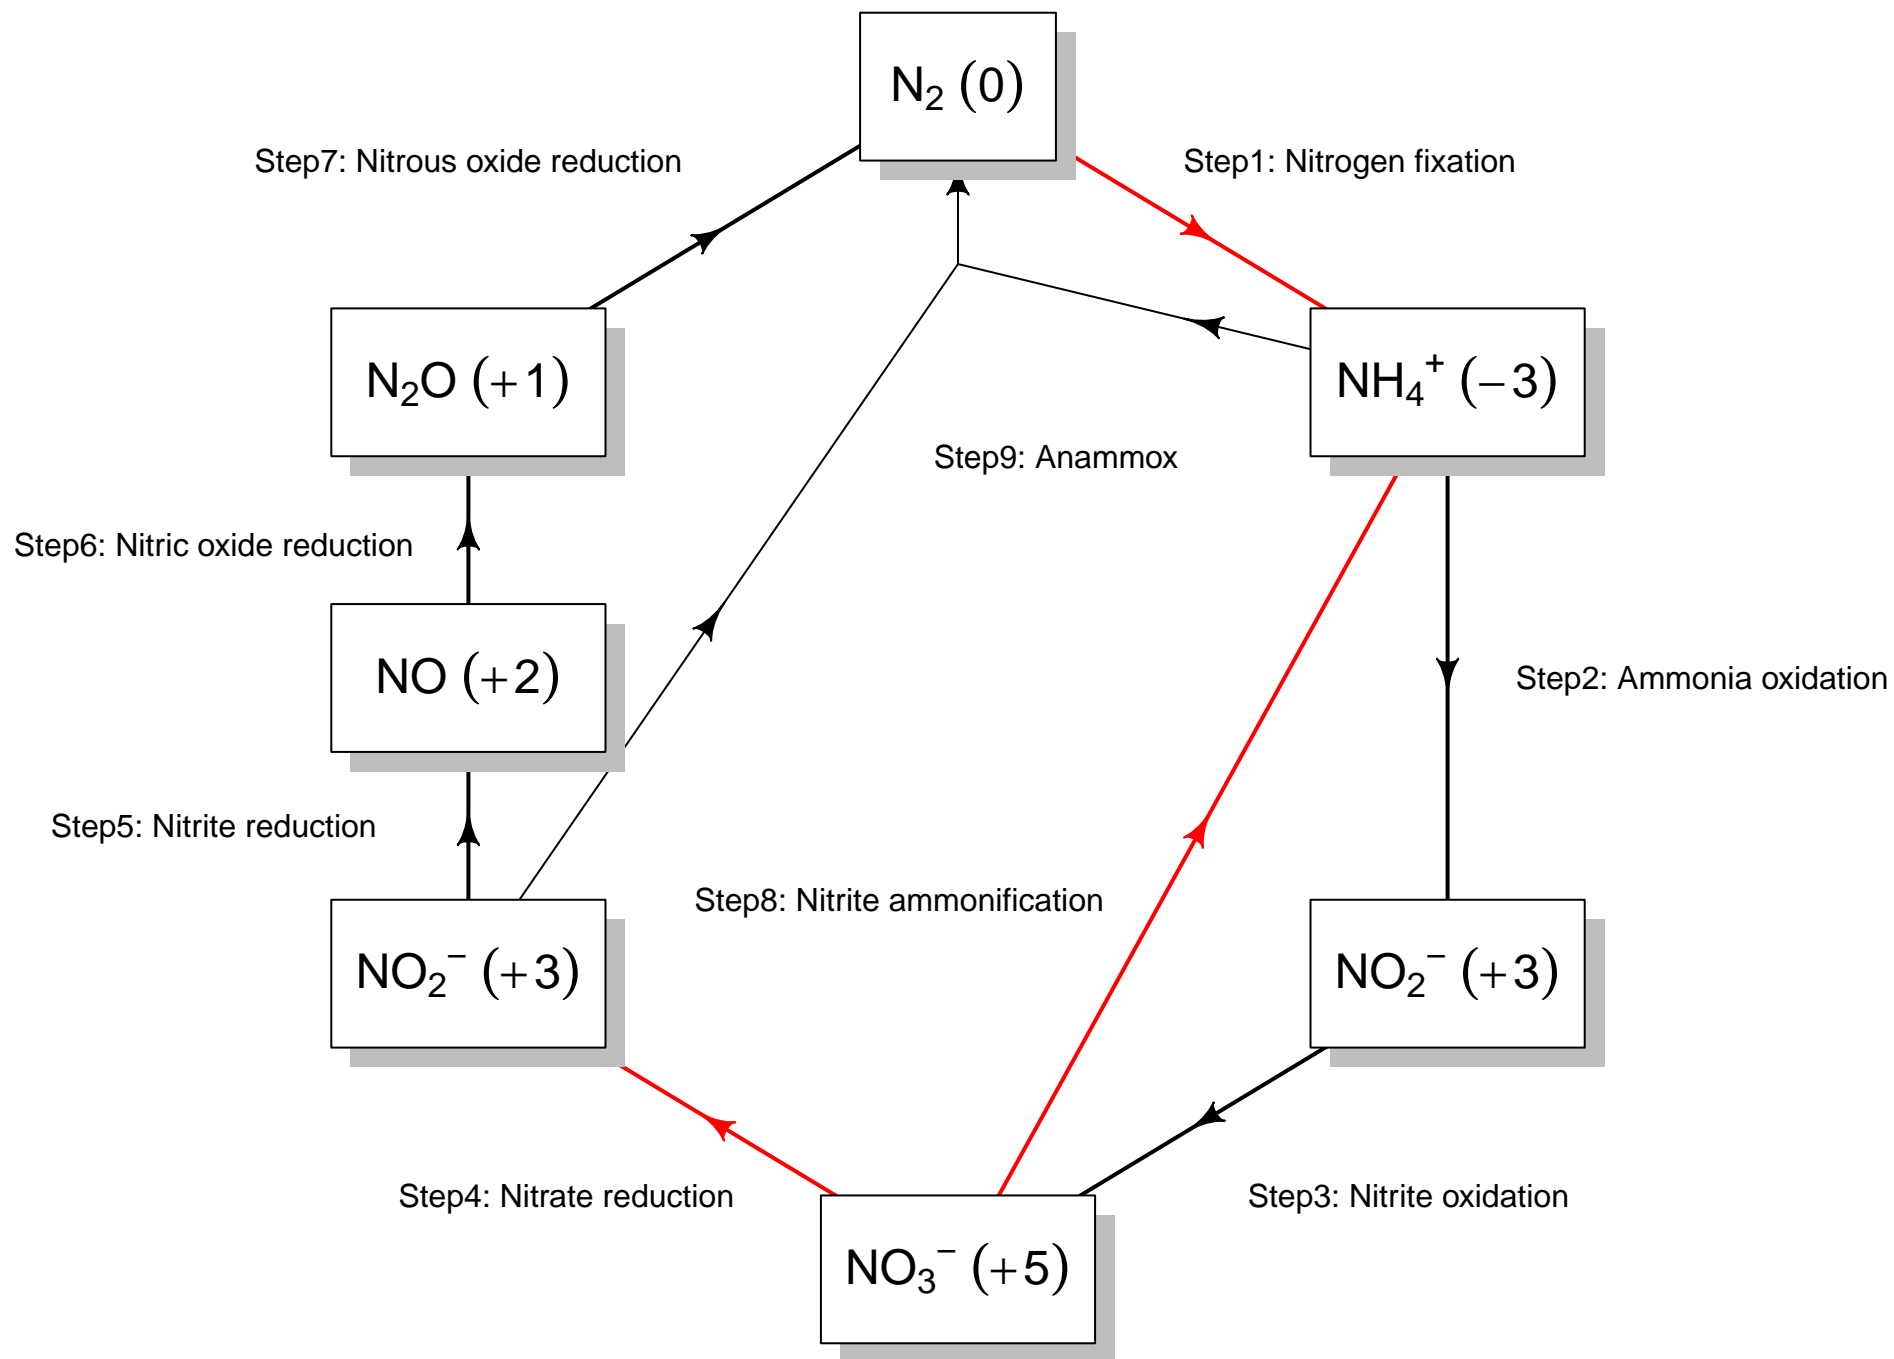 N₂ (0)
Step7: Nitrous oxide reduction
Step1: Nitrogen fixation
N₂O (+1)
NH₄⁺ (−3)
Step9: Anammox
Step6: Nitric oxide reduction
NO (+2)
Step2: Ammonia oxidation
Step5: Nitrite reduction
Step8: Nitrite ammonification
NO₂⁻ (+3)
NO₂⁻ (+3)
Step4: Nitrate reduction
Step3: Nitrite oxidation
NO₃⁻ (+5)